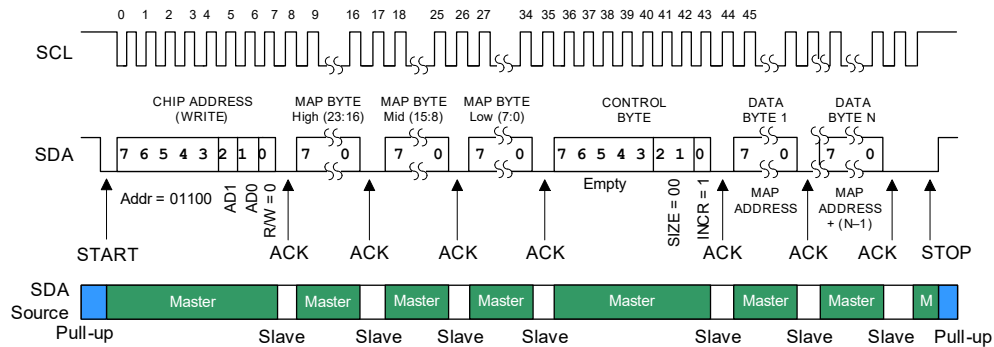 0 1 2 3 4 5 6 7 8 9 16 17 18 25 26 27 34 35 36 37 38 39 40 41 42 43 44 45
SCL
CHIP ADDRESS (WRITE)
MAP BYTE High (23:16)
MAP BYTE Mid (15:8)
MAP BYTE Low (7:0)
CONTROL BYTE
DATA BYTE 1
DATA BYTE N
SDA
7 6 5 4 3 2 1 0 7 0 7 0 7 0 7 6 5 4 3 2 1 0 7 0 7 0
Addr = 01100
AD1
AD0
R/W = 0
Empty
SIZE = 00
INCR = 1
MAP ADDRESS
MAP ADDRESS + (N–1)
START ACK ACK ACK ACK ACK ACK ACK STOP
SDA Source
Master Master Master Master Master Master Master M
Pull-up Slave Slave Slave Slave Slave Slave Slave Pull-up